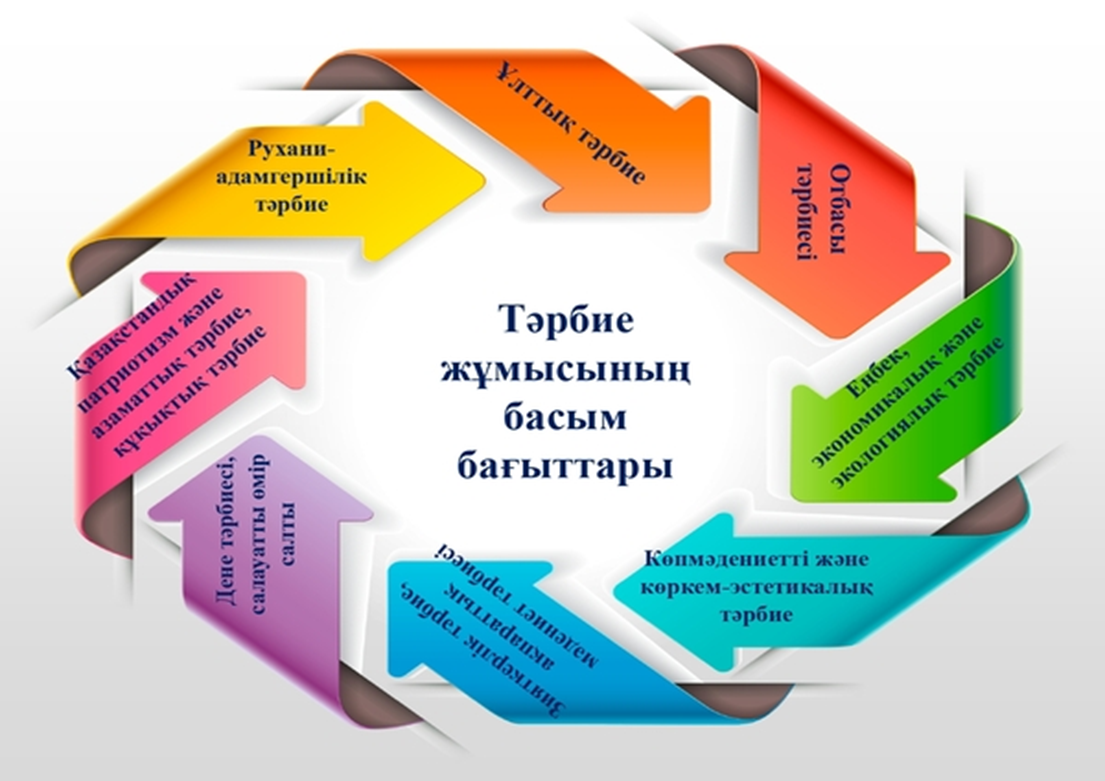 Тәрбие
жұмысының
басым
бағыттары
Рухани-
адамгершілік
тәрбие
Ұлттық тәрбие
Отбасы
тәрбиесі
Еңбек,
экономикалық және
экологиялық тәрбие
Көпмәдениетті және
көркем-эстетикалық
тәрбие
Зияткерлік тәрбие,
ақпараттық
мәдениет тәрбиесі
Дене тәрбиесі,
салауатты өмір
салты
Қазақстандық
патриотизм және
азаматтық тәрбие,
құқықтық тәрбие